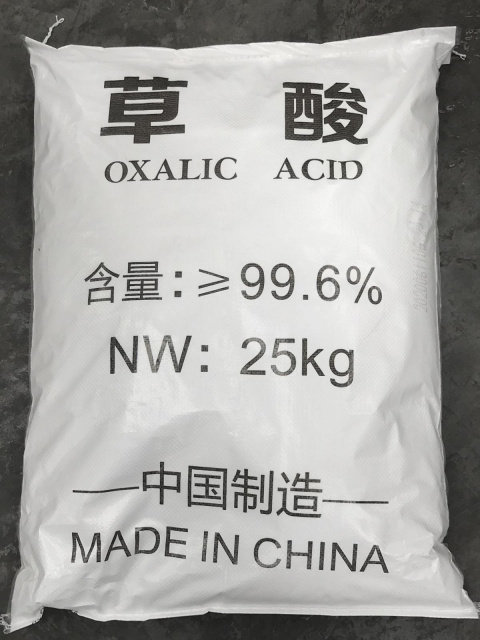 草 酸
OXALIC ACID
含量：≥99.6%
NW：25kg
——中国制造——
MADE IN CHINA